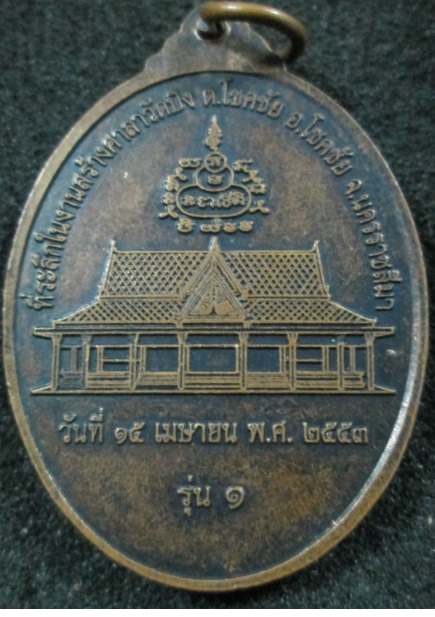 ที่ระลึกในงานสร้างศาลาวัดบิง ต.โชคชัย อ.โชคชัย จ.นครราชสีมา
วันที่ ๑๕ เมษายน พ.ศ. ๒๕๕๓
รุ่น ๑